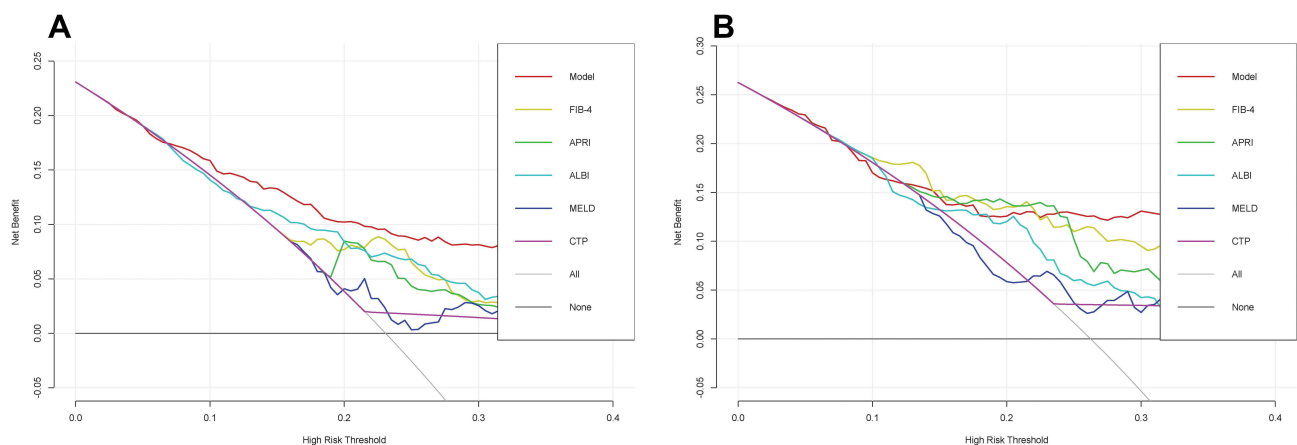 A
Net Benefit
0.25
0.20
0.15
0.10
0.05
0.00
-0.05
0.0 0.1 0.2 0.3 0.4
High Risk Threshold
Model
FIB-4
APRI
ALBI
MELD
CTP
All
None
B
Net Benefit
0.30
0.25
0.20
0.15
0.10
0.05
0.00
-0.05
0.0 0.1 0.2 0.3 0.4
High Risk Threshold
Model
FIB-4
APRI
ALBI
MELD
CTP
All
None